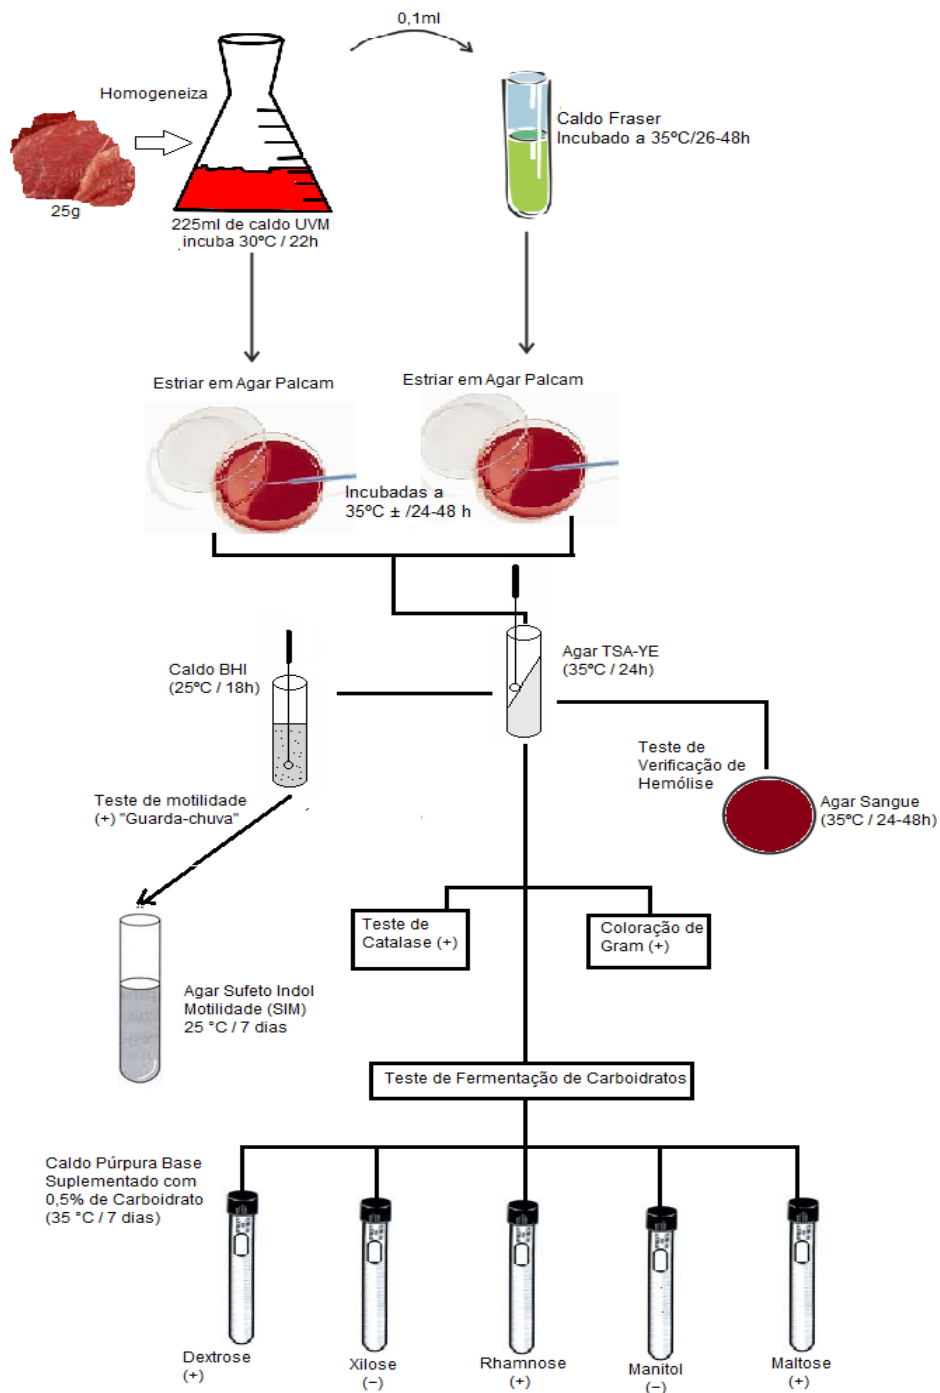 0,1ml
Homogeneiza
25g
225ml de caldo UVM
incuba 30ºC / 22h
Caldo Fraser
Incubado a 35ºC/26-48h
Estriar em Agar Palcam
Estriar em Agar Palcam
Incubadas a
35ºC ± /24-48 h
Caldo BHI
(25ºC / 18h)
Agar TSA-YE
(35ºC / 24h)
Teste de
Verificação de
Hemólise
Agar Sangue
(35ºC / 24-48h)
Teste de motilidade
(+) "Guarda-chuva"
Teste de
Catalase (+)
Coloração de
Gram (+)
Agar Sufeto Indol
Motilidade (SIM)
25 °C / 7 dias
Teste de Fermentação de Carboidratos
Caldo Púrpura Base
Suplementado com
0,5% de Carboidrato
(35 °C / 7 dias)
Dextrose
(+)
Xilose
(−)
Rhamnose
(+)
Manitol
(−)
Maltose
(+)